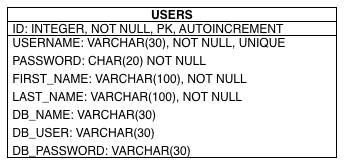 USERS
ID: INTEGER, NOT NULL, PK, AUTOINCREMENT
USERNAME: VARCHAR(30), NOT NULL, UNIQUE
PASSWORD: CHAR(20) NOT NULL
FIRST_NAME: VARCHAR(100), NOT NULL
LAST_NAME: VARCHAR(100), NOT NULL
DB_NAME: VARCHAR(30)
DB_USER: VARCHAR(30)
DB_PASSWORD: VARCHAR(30)